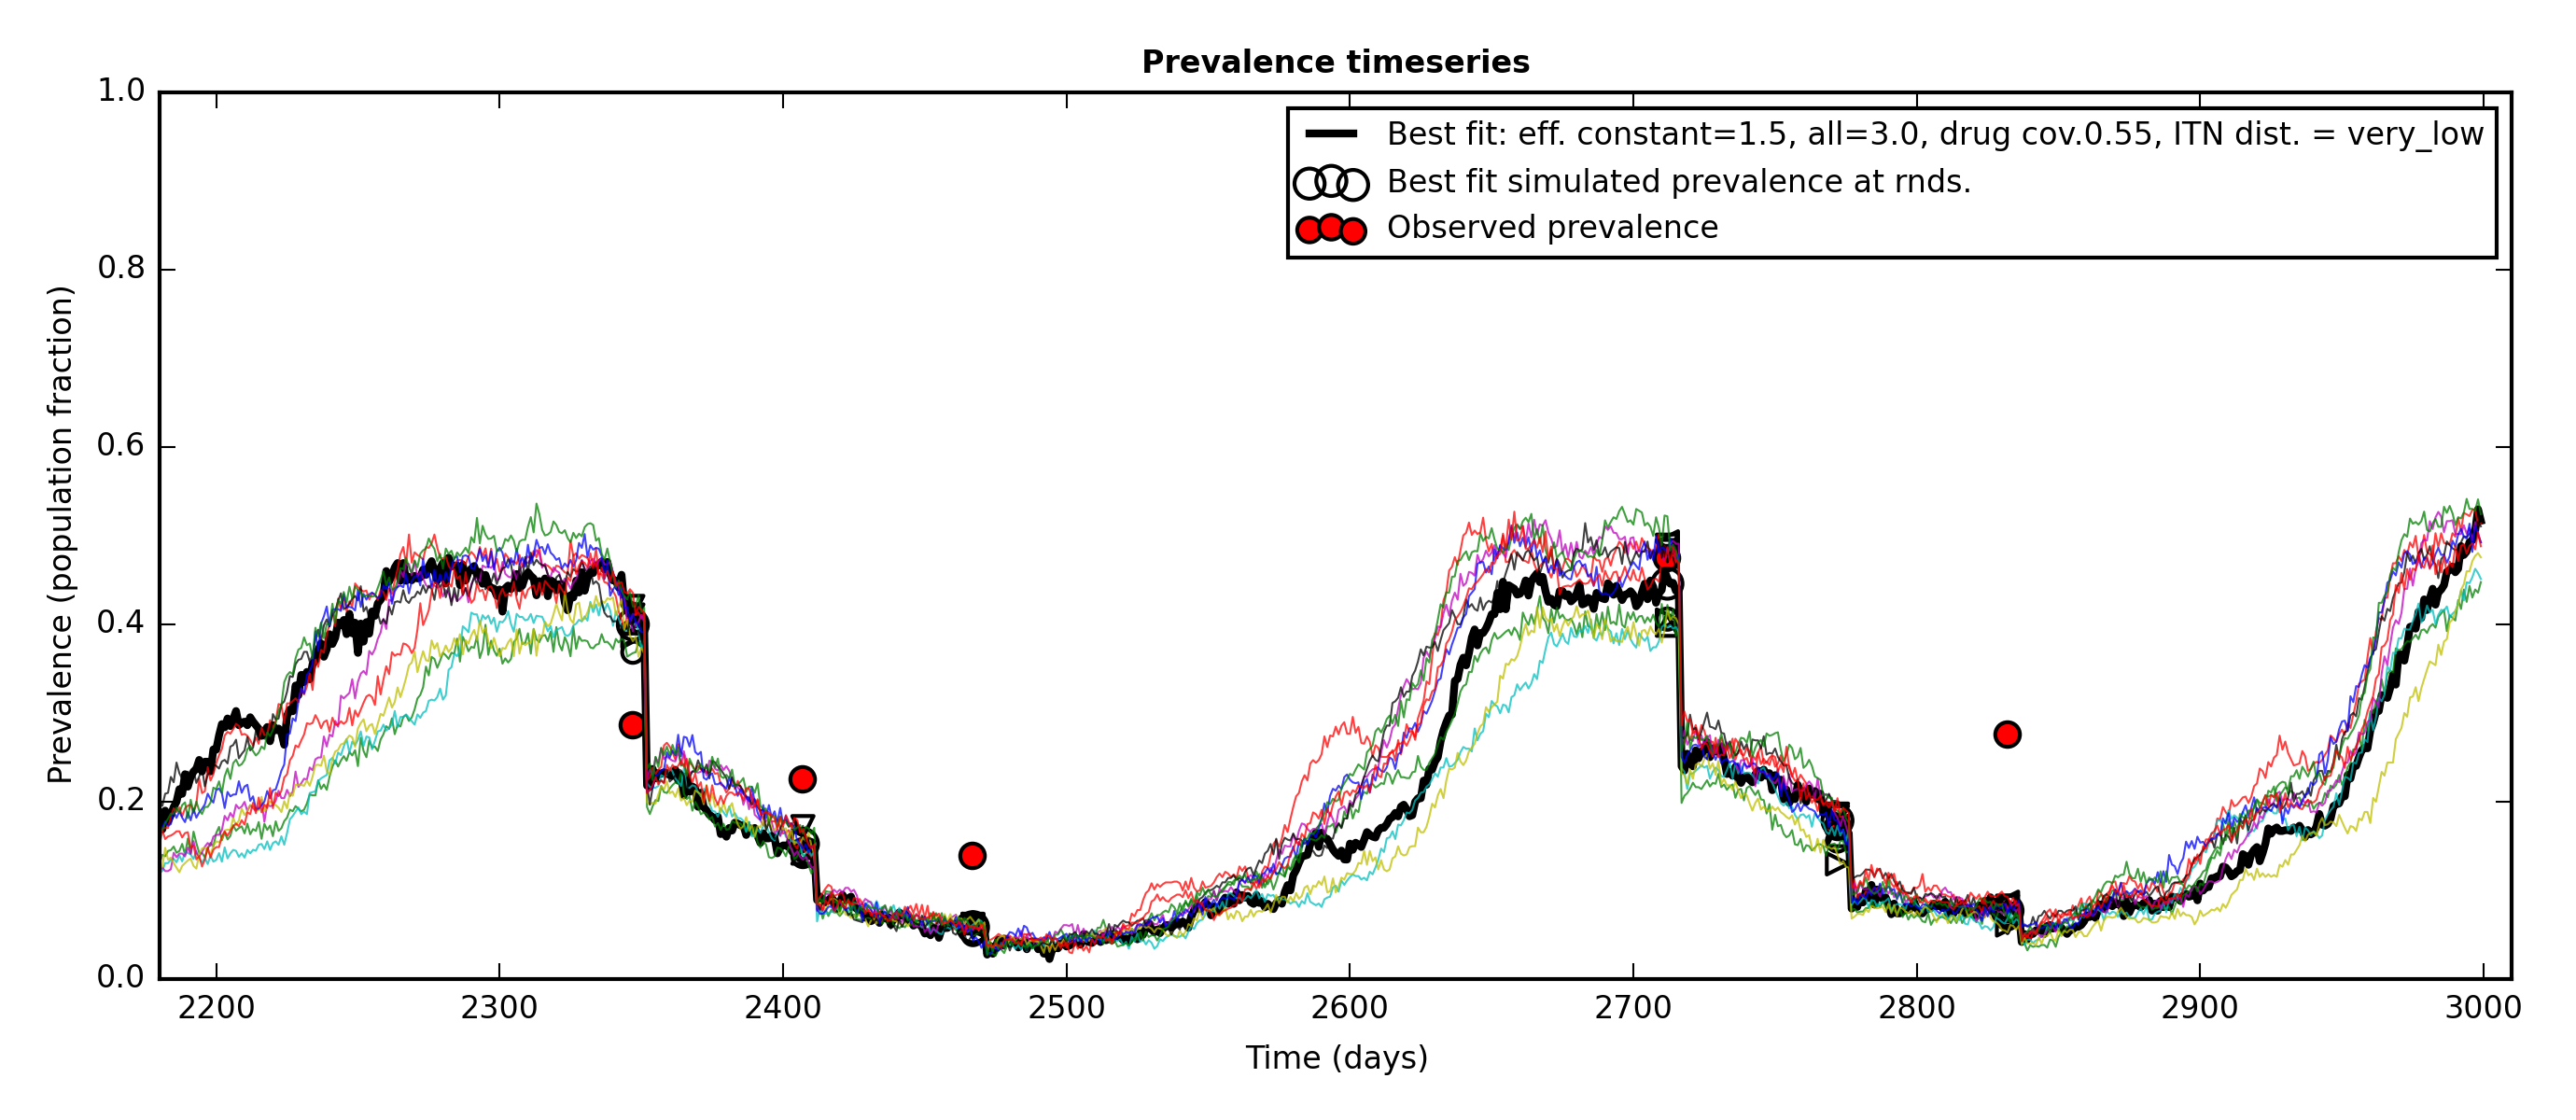 Prevalence timeseries
Best fit: eff. constant=1.5, all=3.0, drug cov.0.55, ITN dist. = very_low
Best fit simulated prevalence at rnds.
Observed prevalence
Prevalence (population fraction)
1.0
0.8
0.6
0.4
0.2
0.0
2200 2300 2400 2500 2600 2700 2800 2900 3000
Time (days)